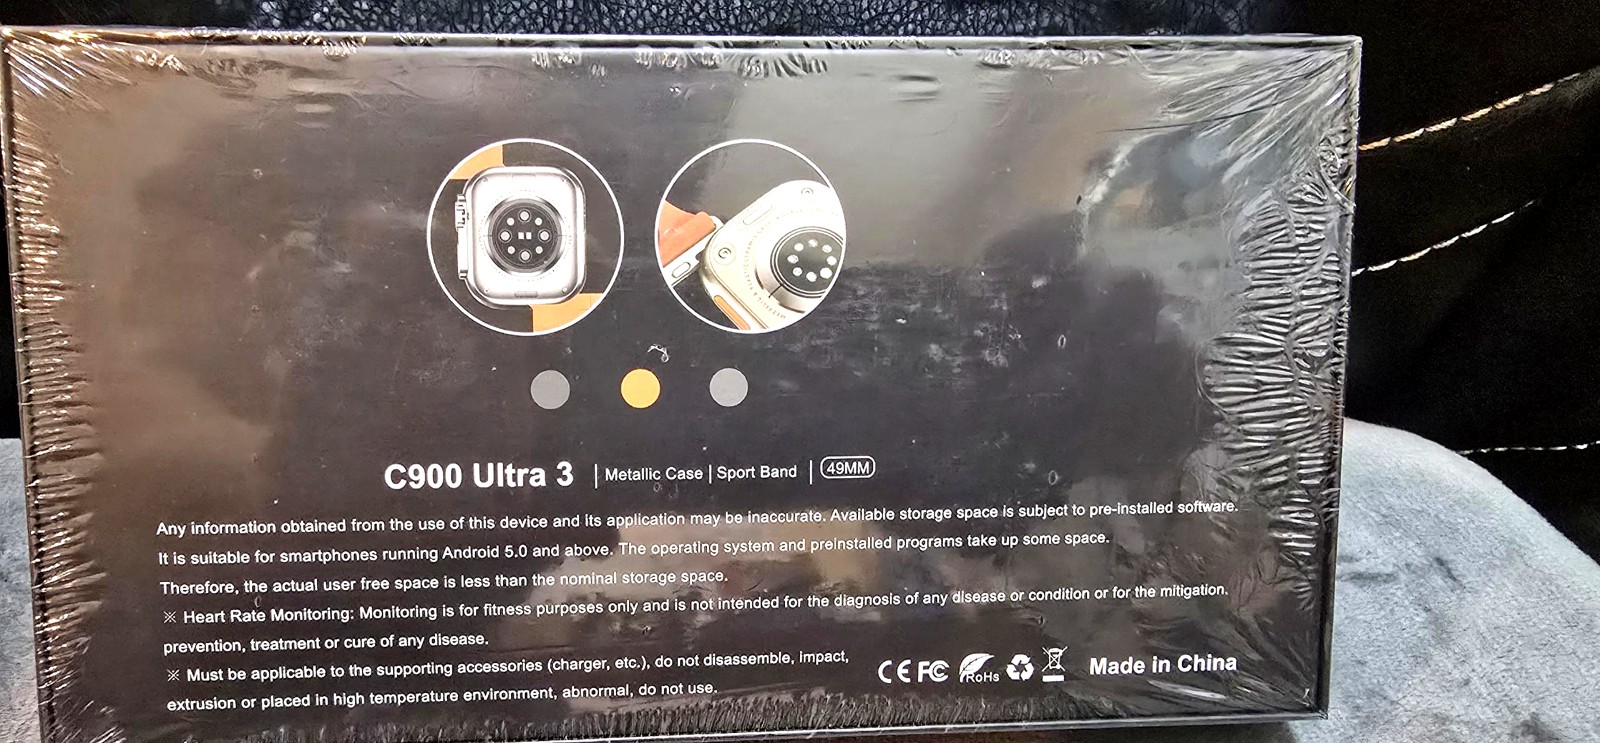 C900 Ultra 3 | Metallic Case | Sport Band | 49MM
Any information obtained from the use of this device and its application may be inaccurate. Available storage space is subject to pre-installed software.
It is suitable for smartphones running Android 5.0 and above. The operating system and preinstalled programs take up some space.
Therefore, the actual user free space is less than the nominal storage space.
※ Heart Rate Monitoring: Monitoring is for fitness purposes only and is not intended for the diagnosis of any disease or condition or for the mitigation.
prevention, treatment or cure of any disease.
※ Must be applicable to the supporting accessories (charger, etc.), do not disassemble, impact,
extrusion or placed in high temperature environment, abnormal, do not use.
CE FC RoHS Made in China